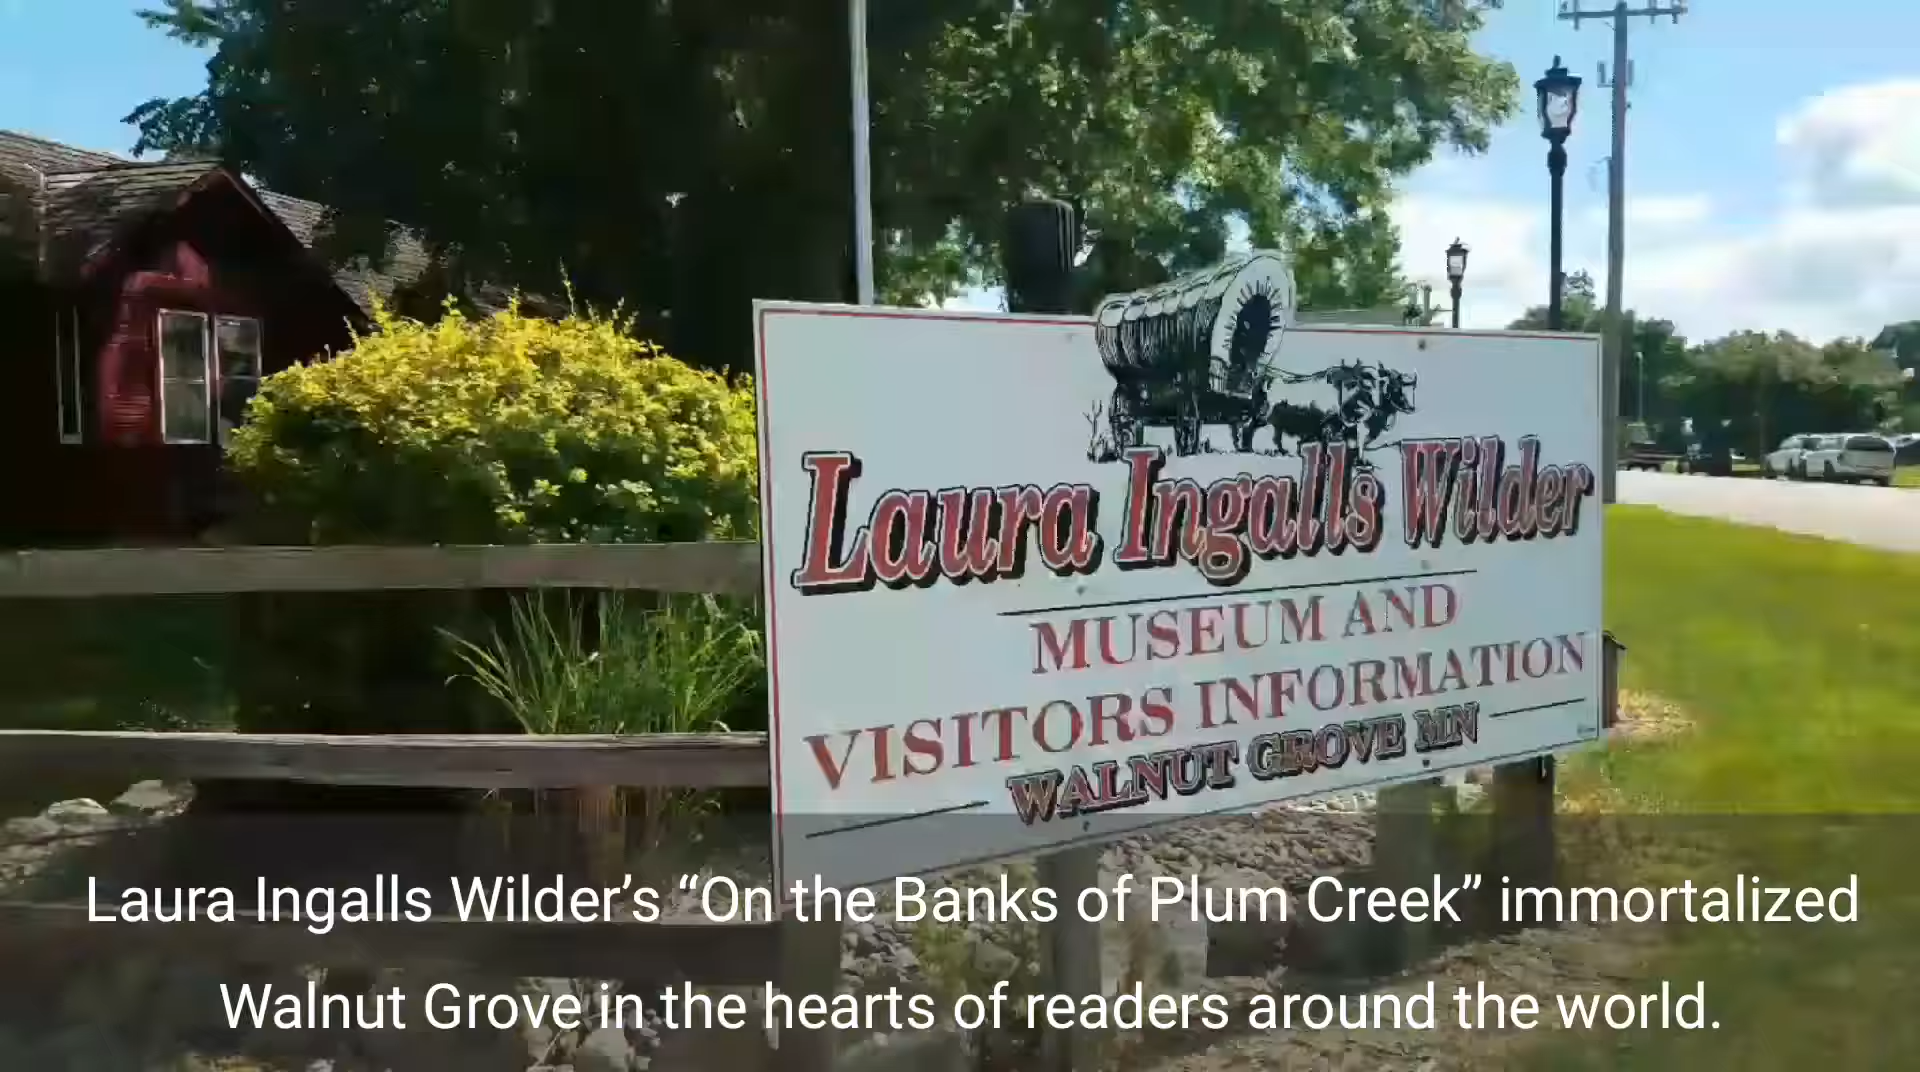 Laura Ingalls Wilder
MUSEUM AND
VISITORS INFORMATION
WALNUT GROVE MN
Laura Ingalls Wilder’s “On the Banks of Plum Creek” immortalized
Walnut Grove in the hearts of readers around the world.